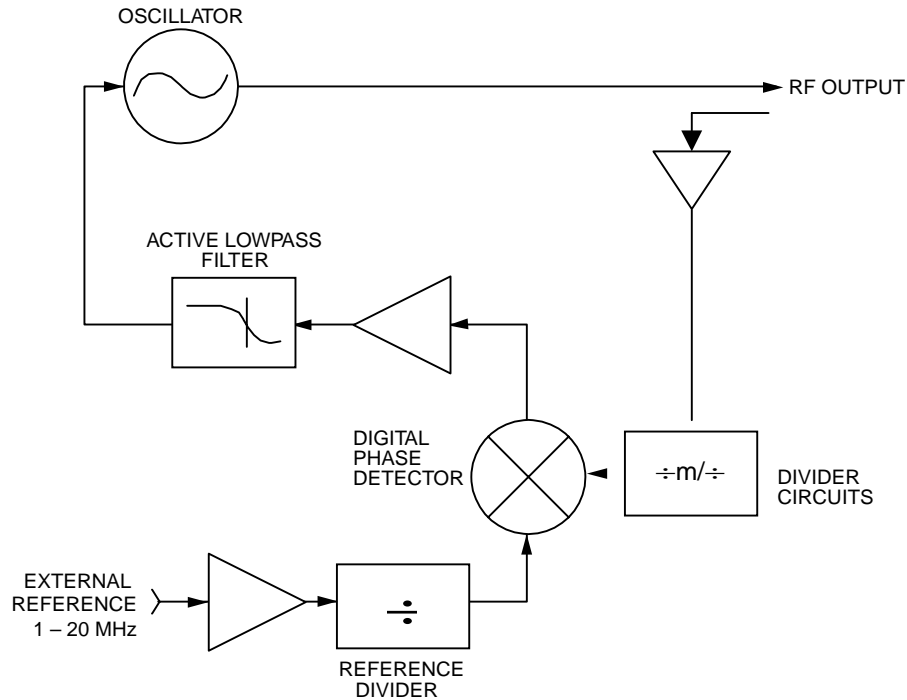 OSCILLATOR
RF OUTPUT
ACTIVE LOWPASS
FILTER
DIGITAL
PHASE
DETECTOR
÷m/÷
DIVIDER
CIRCUITS
EXTERNAL
REFERENCE
1 – 20 MHz
÷
REFERENCE
DIVIDER